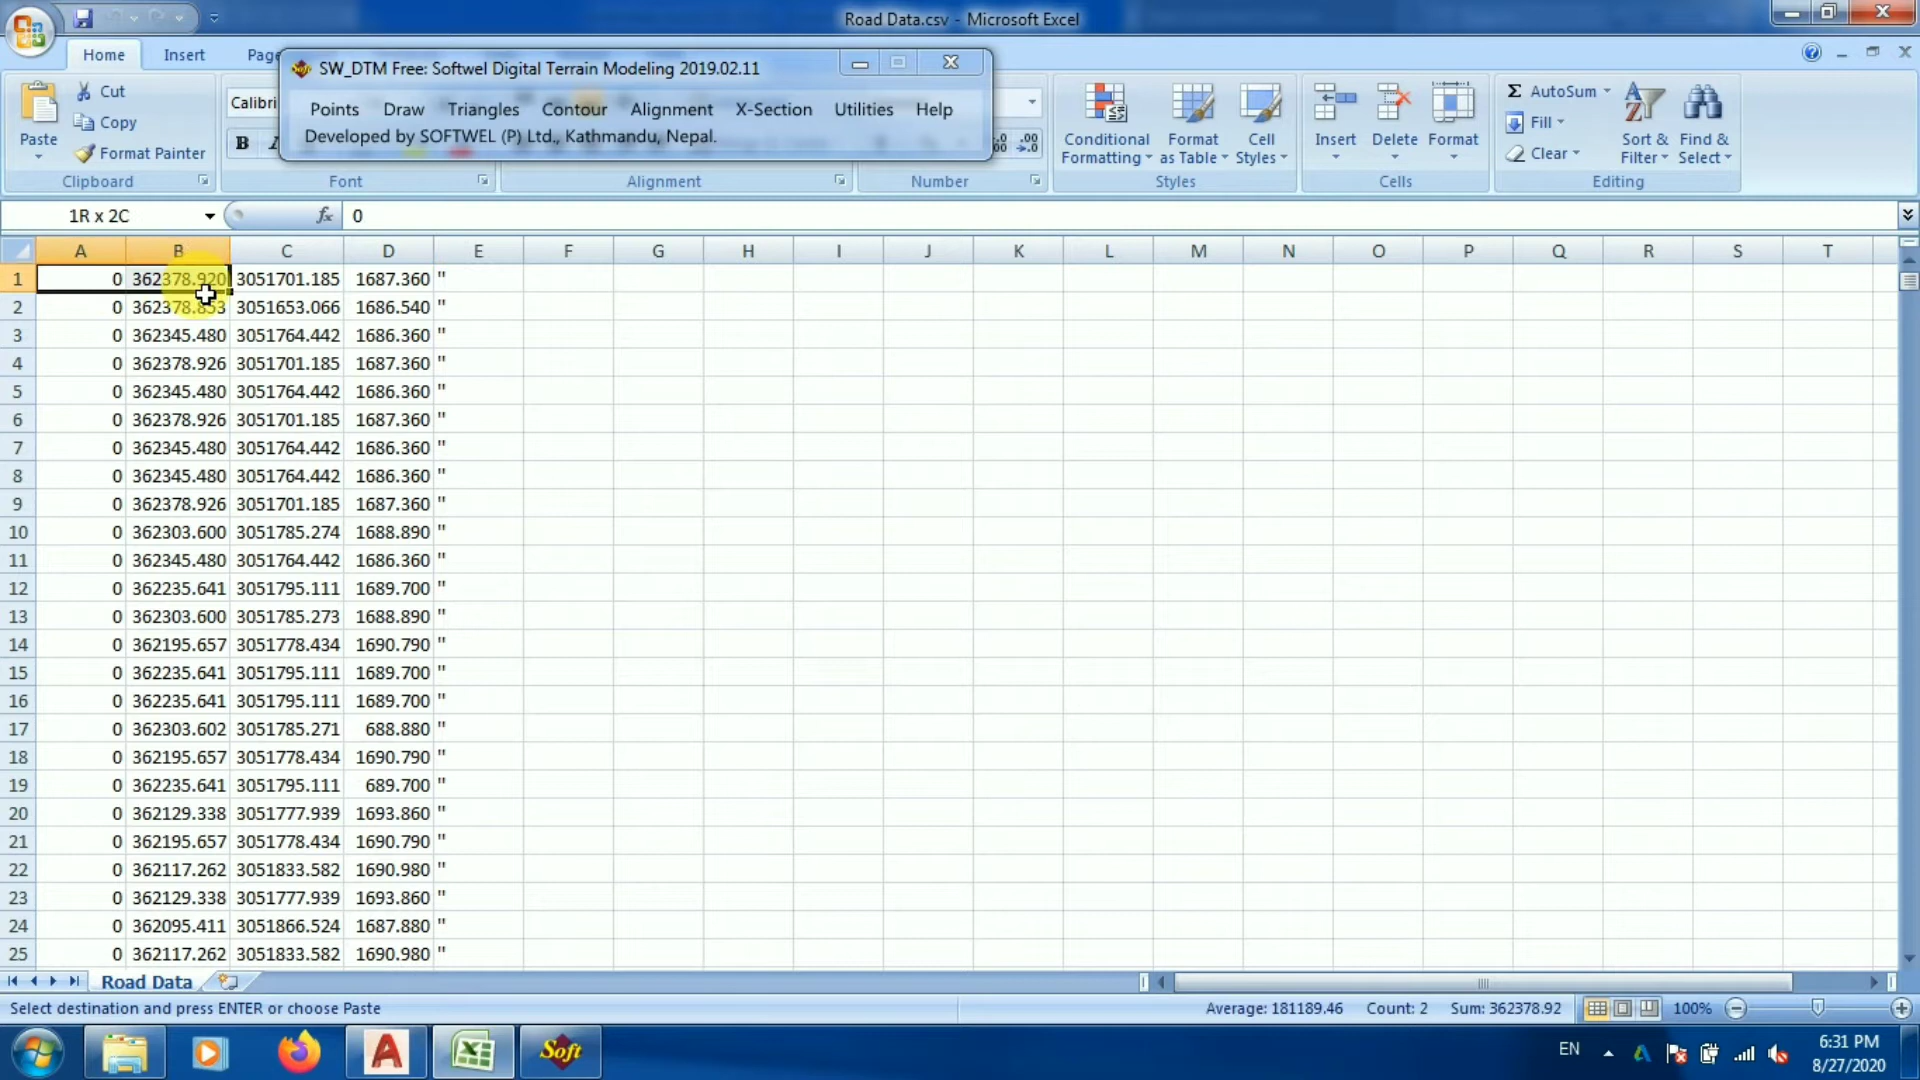 Road Data.csv - Microsoft Excel
Home Insert Pag
SW_DTM Free: Softwel Digital Terrain Modeling 2019.02.11
Points Draw Triangles Contour Alignment X-Section Utilities Help
Developed by SOFTWEL (P) Ltd., Kathmandu, Nepal.
Paste
Cut
Copy
Format Painter
Clipboard
Calibri
B
Font
Alignment
.00 .00
.0
Number
Conditional Formatting
Format as Table
Cell Styles
Styles
Insert Delete Format
Cells
Σ AutoSum
Fill
Clear
Sort & Filter
Find & Select
Editing
1R x 2C fx 0
A B C D E F G H I J K L M N O P Q R S T
1 0 362378.920 3051701.185 1687.360 "
2 0 362378.853 3051653.066 1686.540 "
3 0 362345.480 3051764.442 1686.360 "
4 0 362378.926 3051701.185 1687.360 "
5 0 362345.480 3051764.442 1686.360 "
6 0 362378.926 3051701.185 1687.360 "
7 0 362345.480 3051764.442 1686.360 "
8 0 362345.480 3051764.442 1686.360 "
9 0 362378.926 3051701.185 1687.360 "
10 0 362303.600 3051785.274 1688.890 "
11 0 362345.480 3051764.442 1686.360 "
12 0 362235.641 3051795.111 1689.700 "
13 0 362303.600 3051785.273 1688.890 "
14 0 362195.657 3051778.434 1690.790 "
15 0 362235.641 3051795.111 1689.700 "
16 0 362235.641 3051795.111 1689.700 "
17 0 362303.602 3051785.271 688.880 "
18 0 362195.657 3051778.434 1690.790 "
19 0 362235.641 3051795.111 689.700 "
20 0 362129.338 3051777.939 1693.860 "
21 0 362195.657 3051778.434 1690.790 "
22 0 362117.262 3051833.582 1690.980 "
23 0 362129.338 3051777.939 1693.860 "
24 0 362095.411 3051866.524 1687.880 "
25 0 362117.262 3051833.582 1690.980 "
Road Data
Select destination and press ENTER or choose Paste Average: 181189.46 Count: 2 Sum: 362378.92 100%
Soft
EN
6:31 PM
8/27/2020